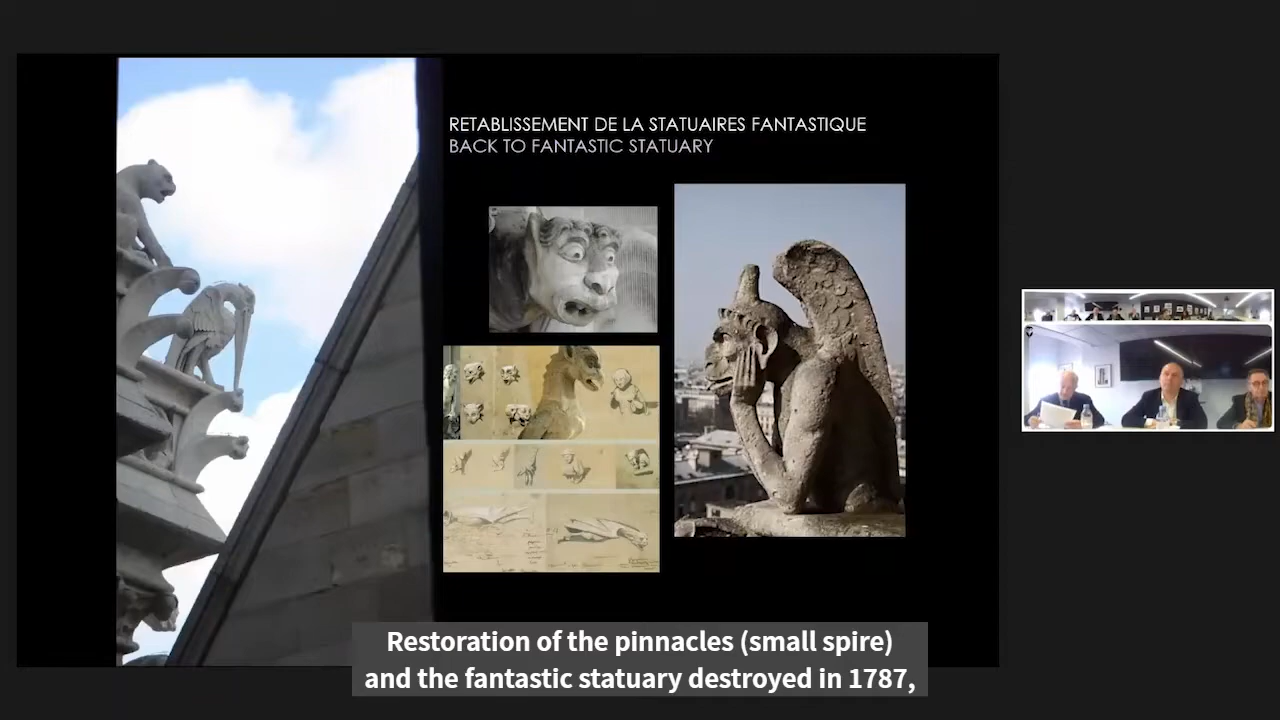 RETABLISSEMENT DE LA STATUAIRES FANTASTIQUE
BACK TO FANTASTIC STATUARY
Restoration of the pinnacles (small spire)
and the fantastic statuary destroyed in 1787,